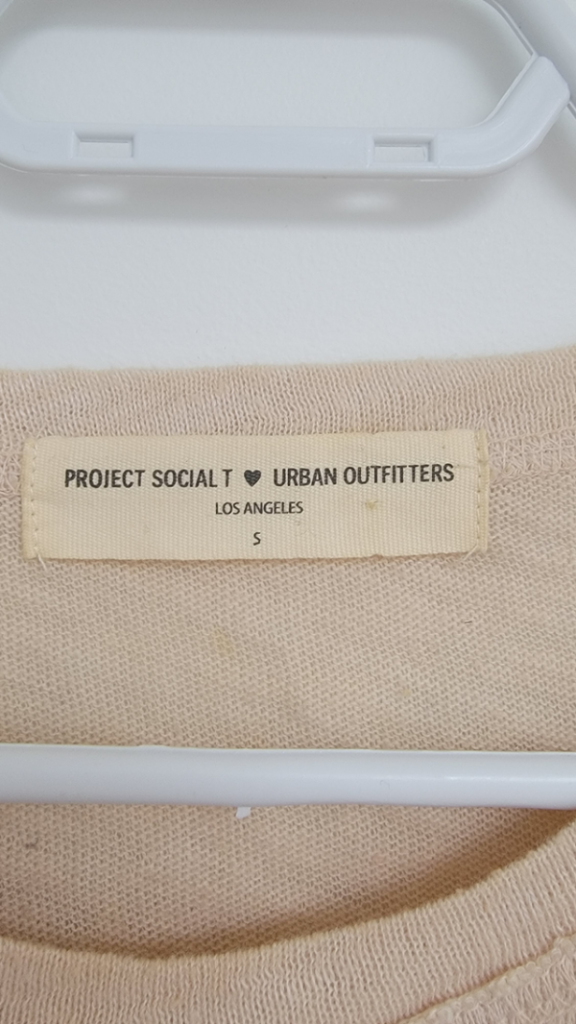 PROJECT SOCIAL T ♥ URBAN OUTFITTERS
LOS ANGELES
S